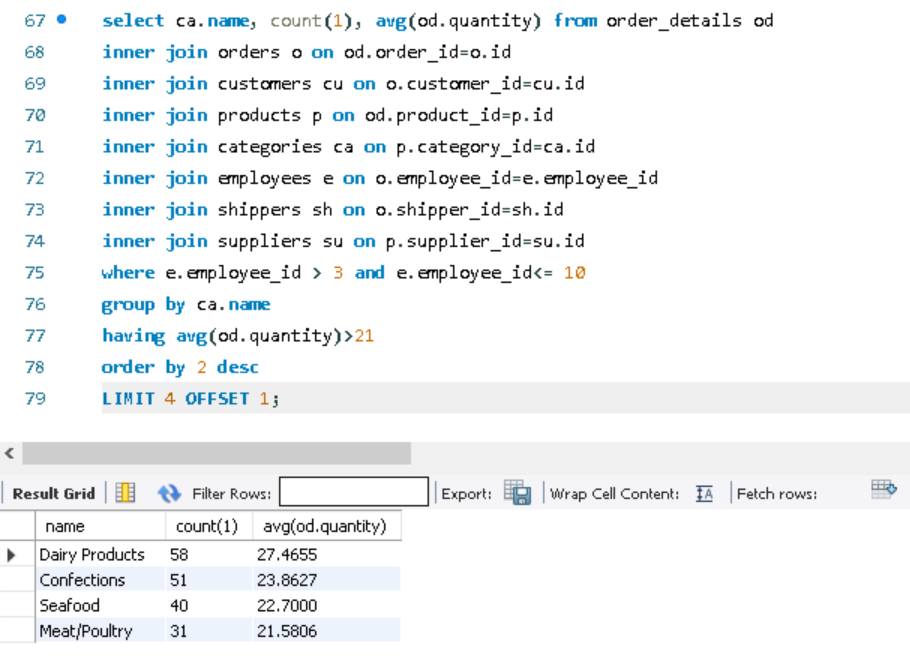 67 select ca.name, count(1), avg(od.quantity) from order_details od
68 inner join orders o on od.order_id=o.id
69 inner join customers cu on o.customer_id=cu.id
70 inner join products p on od.product_id=p.id
71 inner join categories ca on p.category_id=ca.id
72 inner join employees e on o.employee_id=e.employee_id
73 inner join shippers sh on o.shipper_id=sh.id
74 inner join suppliers su on p.supplier_id=su.id
75 where e.employee_id > 3 and e.employee_id<= 10
76 group by ca.name
77 having avg(od.quantity)>21
78 order by 2 desc
79 LIMIT 4 OFFSET 1;
Result Grid Filter Rows: Export: Wrap Cell Content: IA Fetch rows:
name count(1) avg(od.quantity)
Dairy Products 58 27.4655
Confections 51 23.8627
Seafood 40 22.7000
Meat/Poultry 31 21.5806